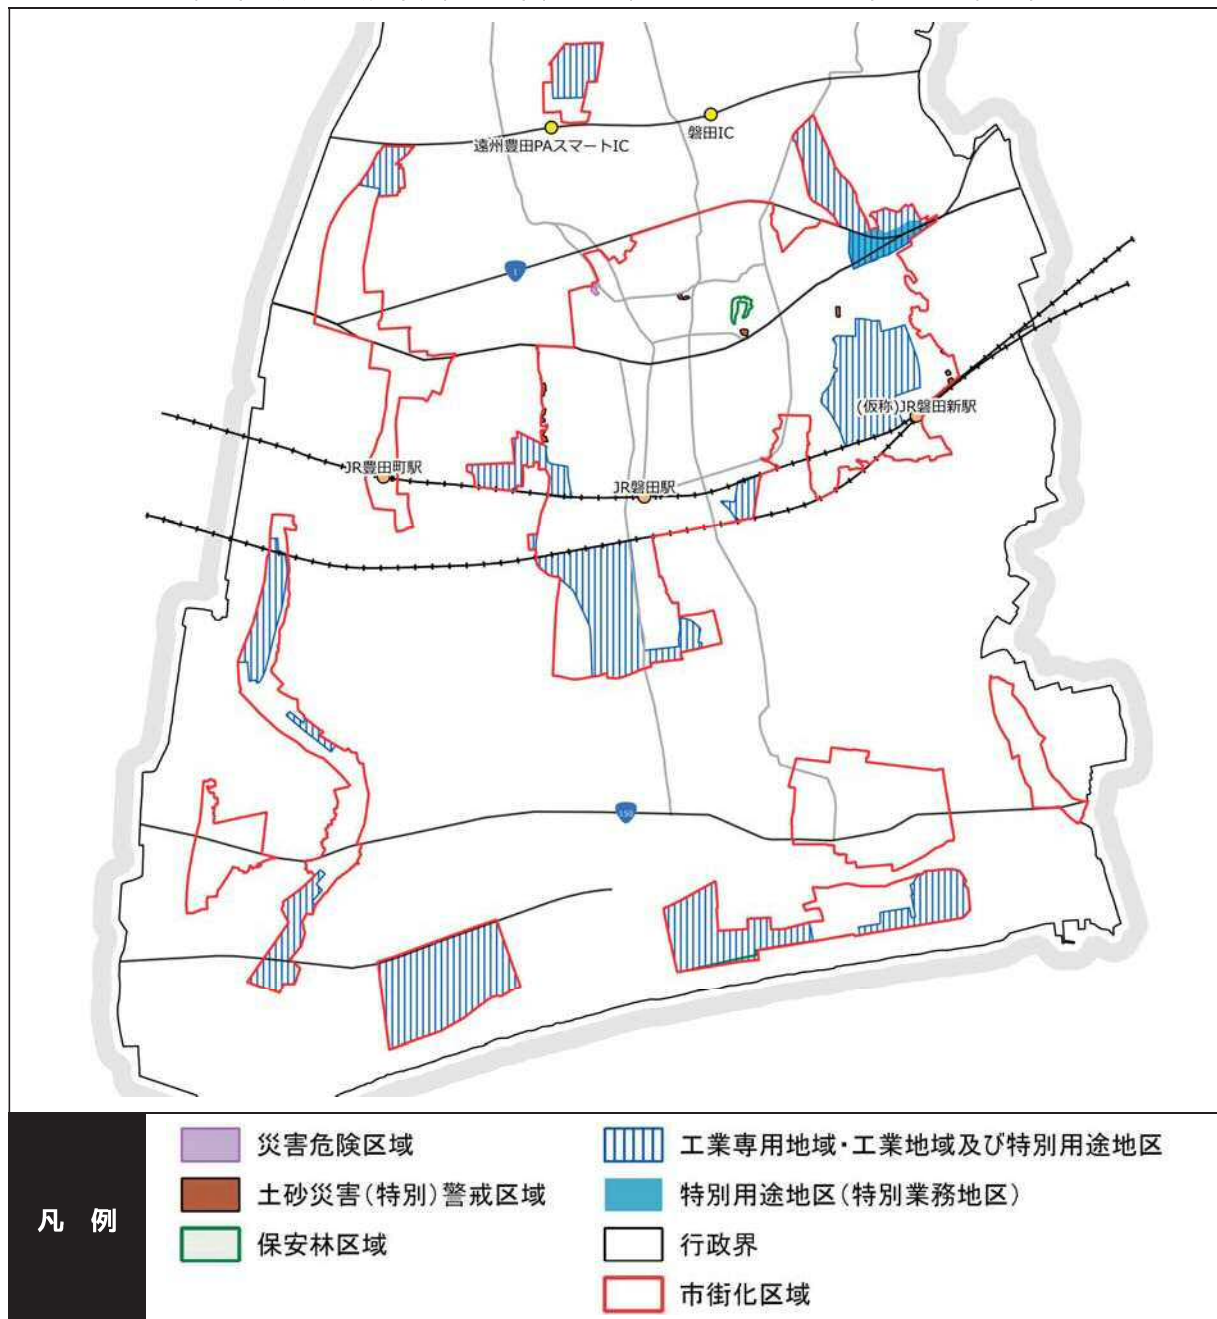 遠州豊田PAスマートIC
磐田IC
1
(仮称)JR磐田新駅
JR豊田町駅
JR磐田駅
150
凡 例
災害危険区域
土砂災害(特別)警戒区域
保安林区域
工業専用地域・工業地域及び特別用途地区
特別用途地区(特別業務地区)
行政界
市街化区域